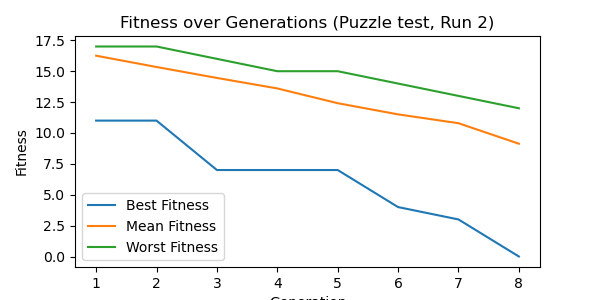 Fitness over Generations (Puzzle test, Run 2)
17.5
15.0
12.5
10.0
7.5
5.0
2.5
0.0
Fitness
Best Fitness
Mean Fitness
Worst Fitness
1 2 3 4 5 6 7 8
Generation